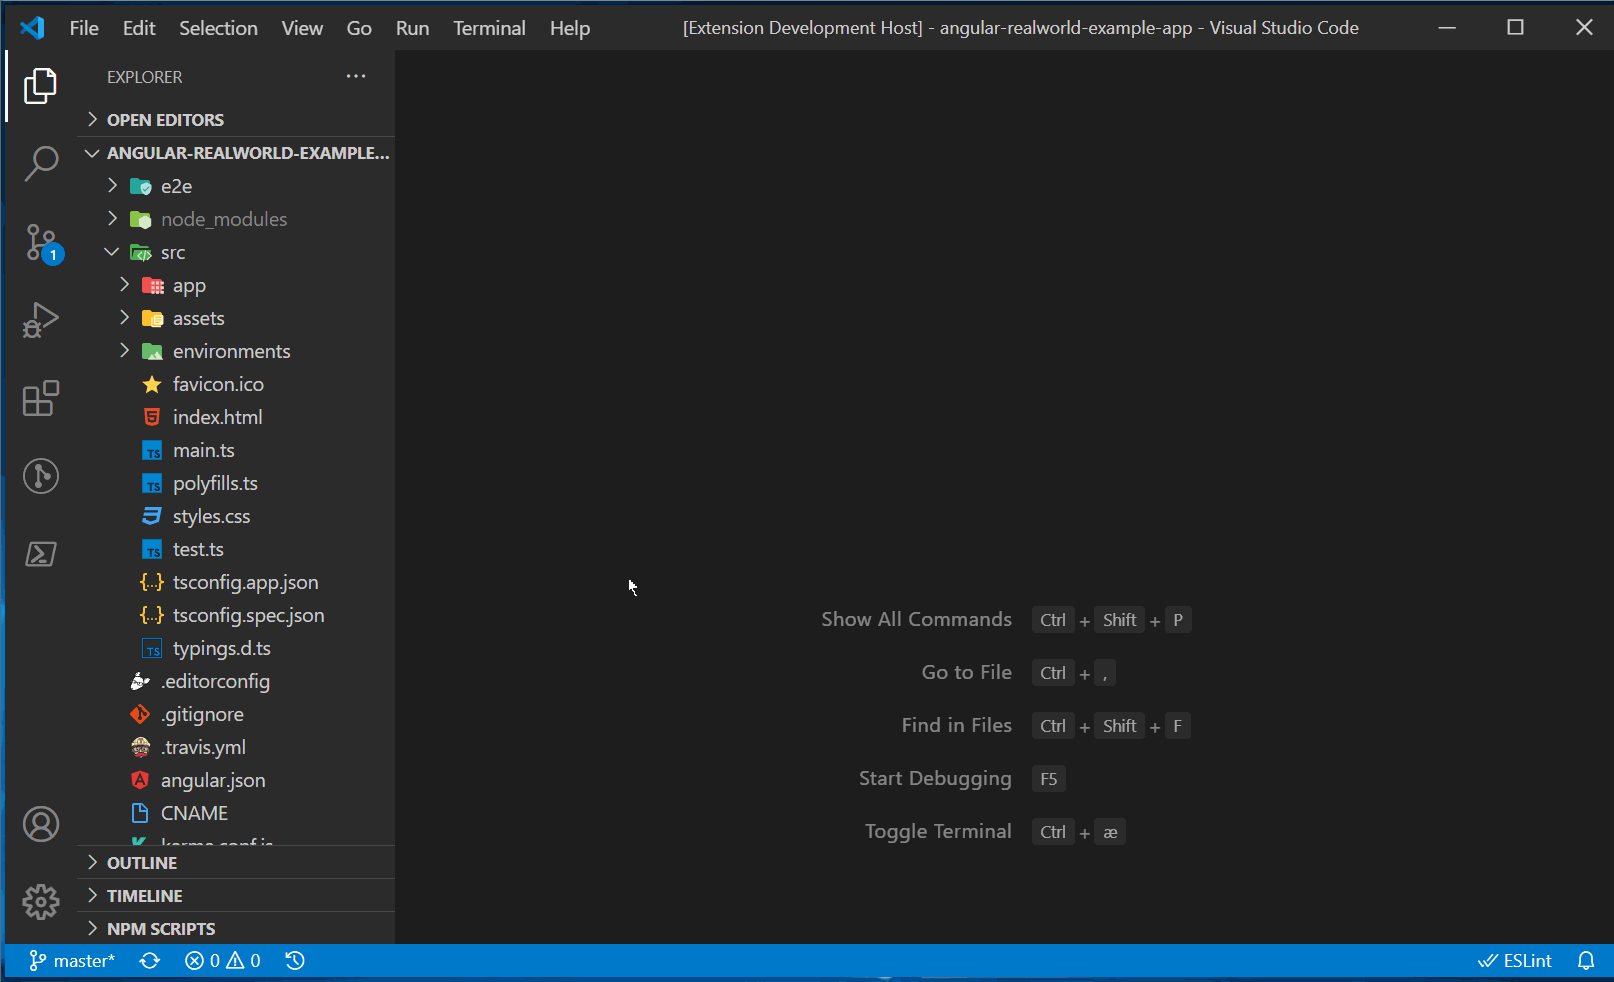 File Edit Selection View Go Run Terminal Help [Extension Development Host] - angular-realworld-example-app - Visual Studio Code
EXPLORER
OPEN EDITORS
ANGULAR-REALWORLD-EXAMPLE...
e2e
node_modules
src
app
assets
environments
favicon.ico
index.html
main.ts
polyfills.ts
styles.css
test.ts
tsconfig.app.json
tsconfig.spec.json
typings.d.ts
.editorconfig
.gitignore
.travis.yml
angular.json
CNAME
karma.conf.js
OUTLINE
TIMELINE
NPM SCRIPTS
1
Show All Commands Ctrl + Shift + P
Go to File Ctrl + ,
Find in Files Ctrl + Shift + F
Start Debugging F5
Toggle Terminal Ctrl + æ
master* 0 0 ESLint